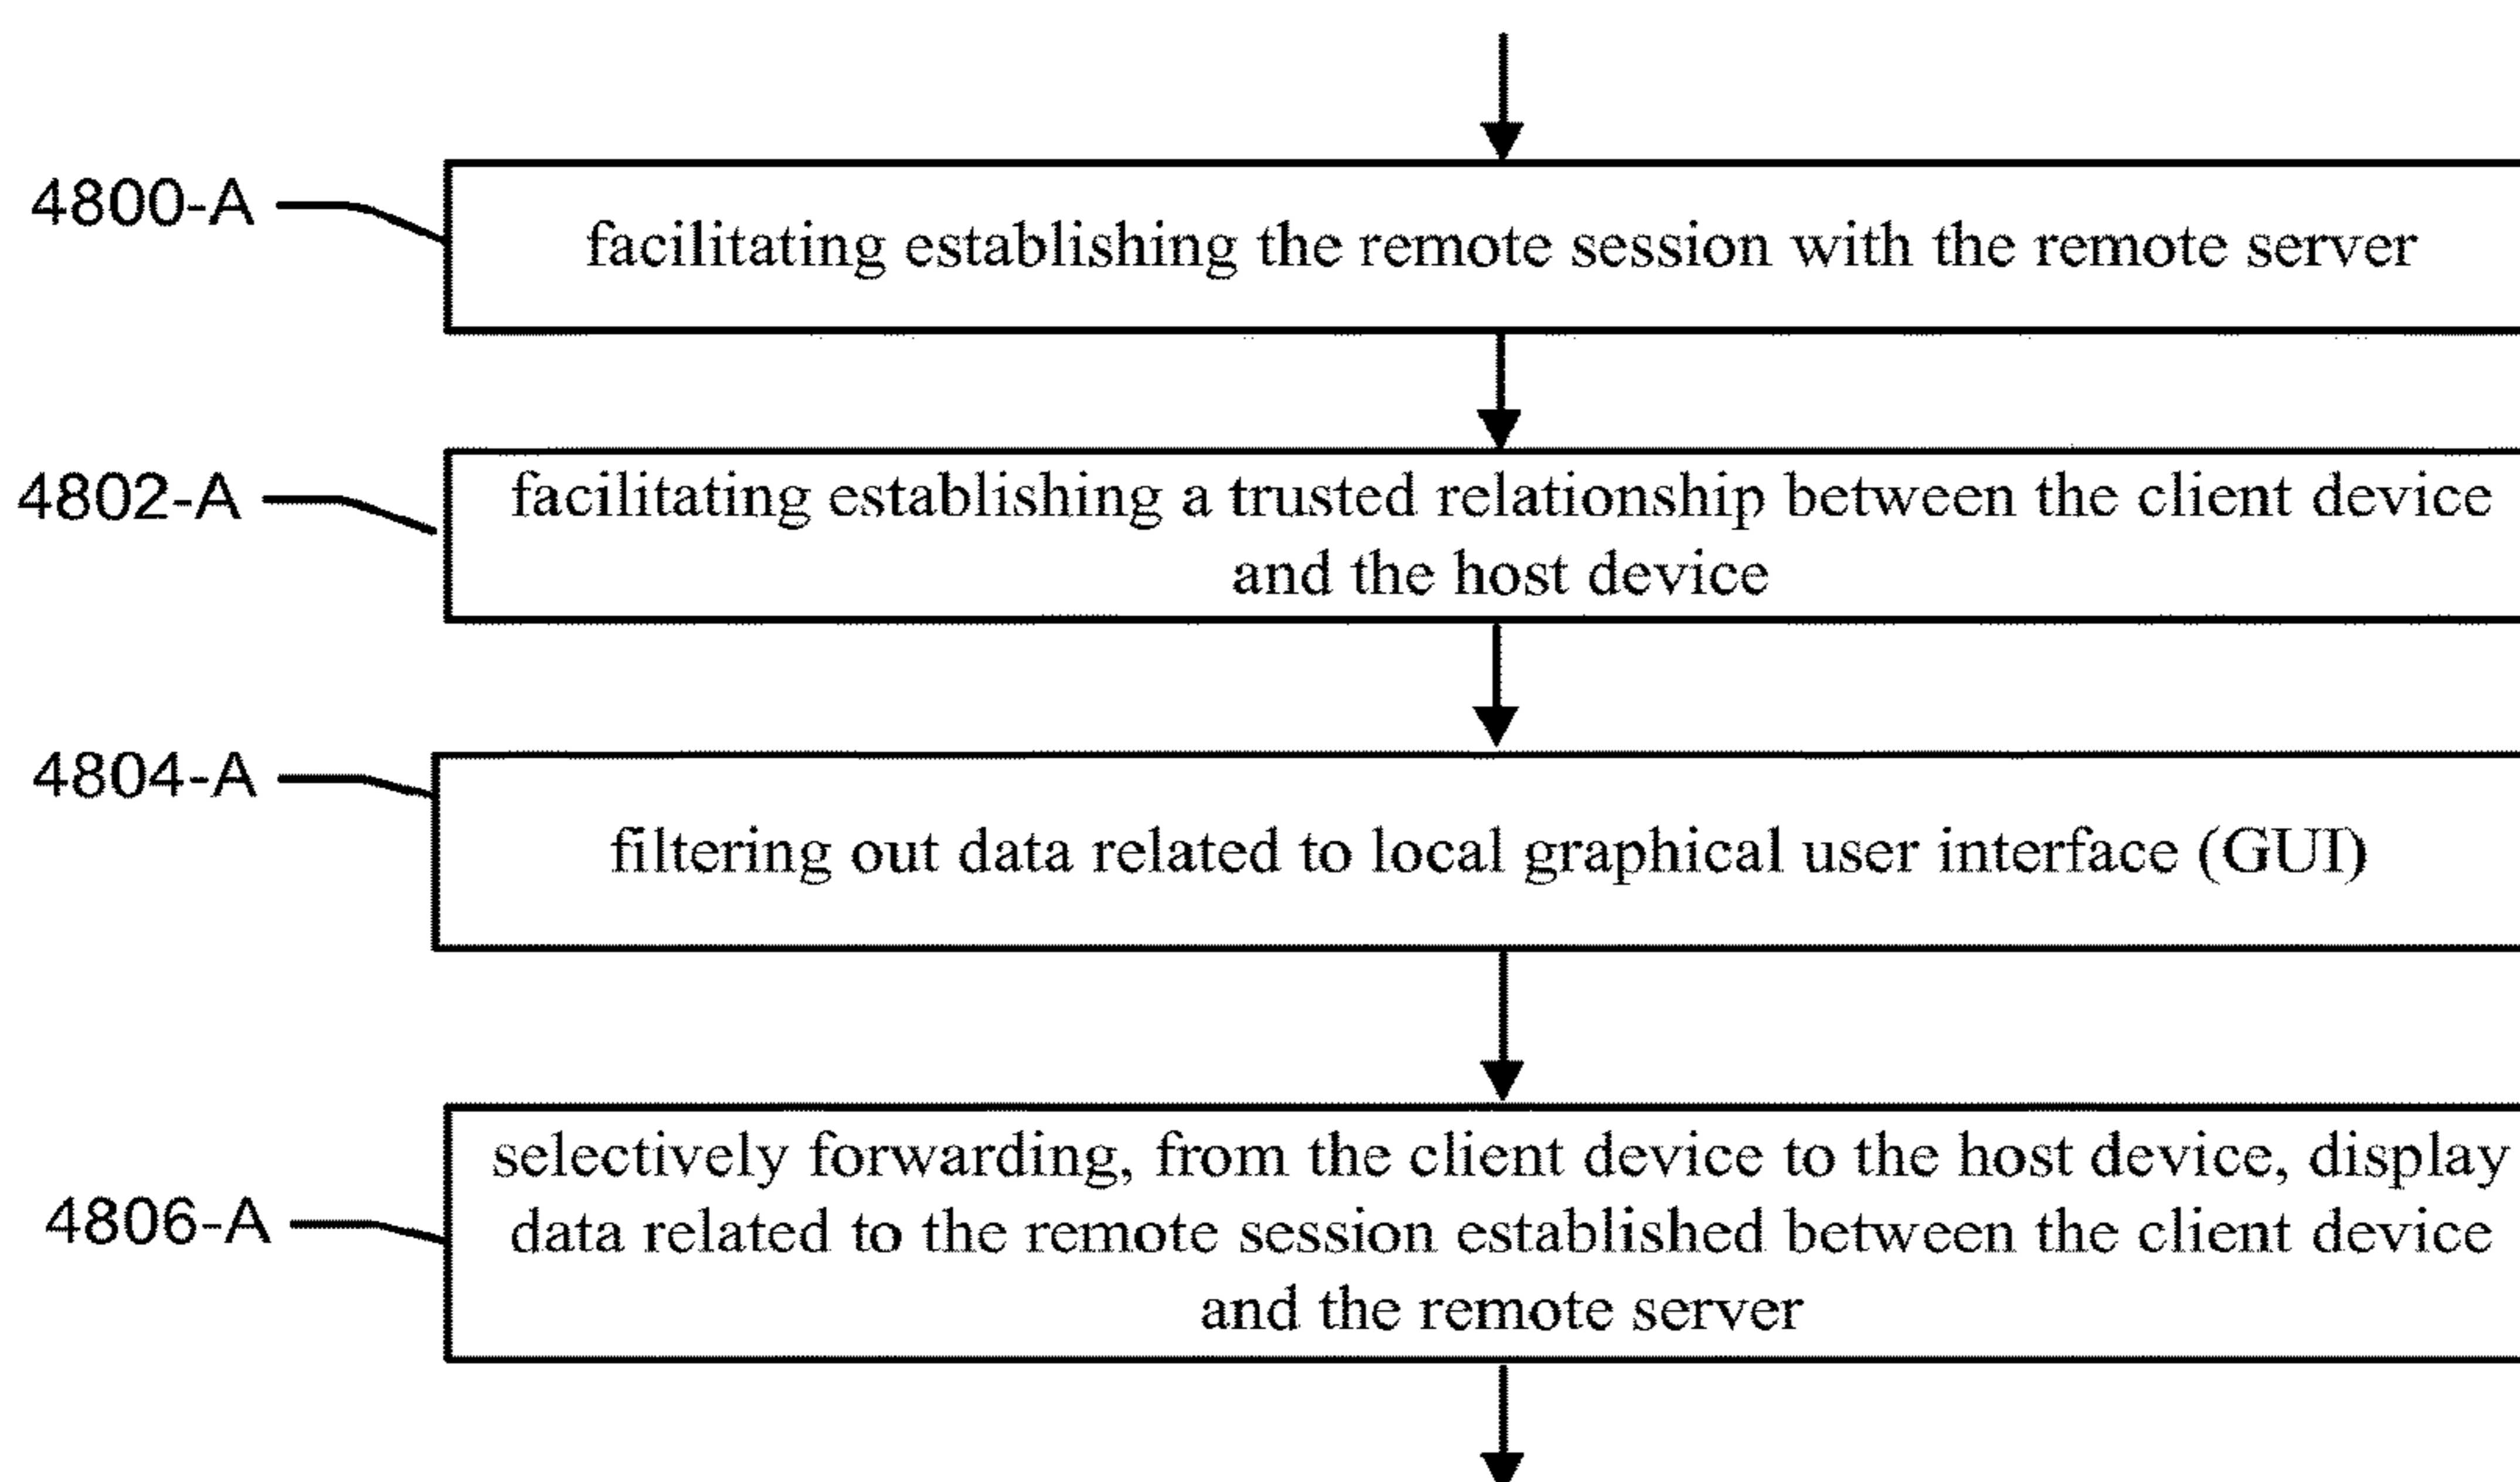 4800-A
facilitating establishing the remote session with the remote server
4802-A
facilitating establishing a trusted relationship between the client device
and the host device
4804-A
filtering out data related to local graphical user interface (GUI)
4806-A
selectively forwarding, from the client device to the host device, display
data related to the remote session established between the client device
and the remote server